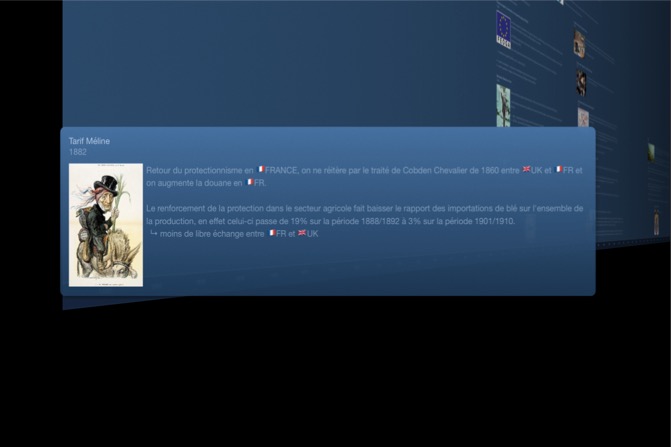 Tarif Méline
1882
Retour du protectionnisme en 🇫🇷FRANCE, on ne réitère par le traité de Cobden Chevalier de 1860 entre 🇬🇧UK et 🇫🇷FR et
on augmente la douane en 🇫🇷FR.
Le renforcement de la protection dans le secteur agricole fait baisser le rapport des importations de blé sur l'ensemble de
la production, en effet celui-ci passe de 19% sur la période 1888/1892 à 3% sur la période 1901/1910.
↪ moins de libre échange entre 🇫🇷FR et 🇬🇧UK